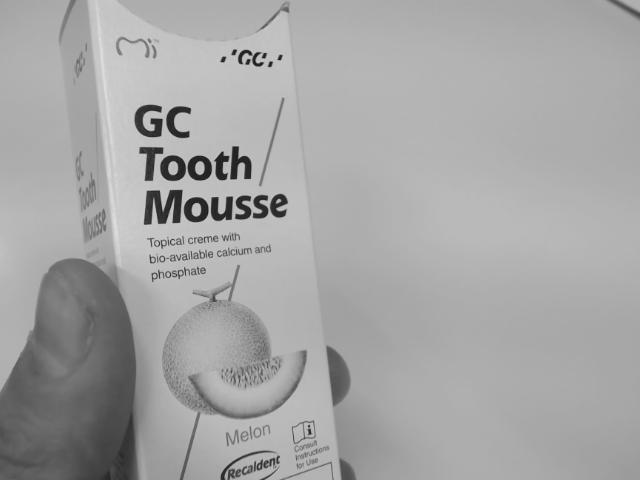 Mi
GC
GC
Tooth
Mousse
Topical creme with
bio-available calcium and
phosphate
Melon
Consult
Instructions
for Use
Recaldent
GC
Tooth
Mousse